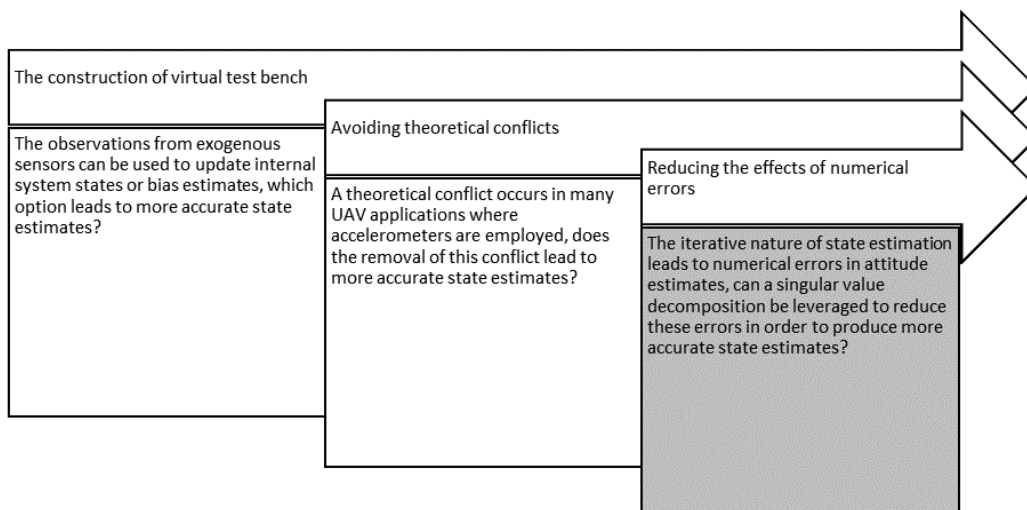 The construction of virtual test bench
The observations from exogenous
sensors can be used to update internal
system states or bias estimates, which
option leads to more accurate state
estimates?
Avoiding theoretical conflicts
A theoretical conflict occurs in many
UAV applications where
accelerometers are employed, does
the removal of this conflict lead to
more accurate state estimates?
Reducing the effects of numerical
errors
The iterative nature of state estimation
leads to numerical errors in attitude
estimates, can a singular value
decomposition be leveraged to reduce
these errors in order to produce more
accurate state estimates?